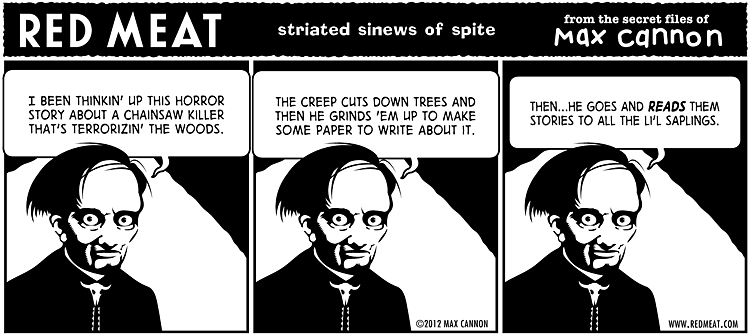 RED MEAT
striated sinews of spite
from the secret files of
Max Cannon
I BEEN THINKIN' UP THIS HORROR
STORY ABOUT A CHAINSAW KILLER
THAT'S TERRORIZIN' THE WOODS.
THE CREEP CUTS DOWN TREES AND
THEN HE GRINDS 'EM UP TO MAKE
SOME PAPER TO WRITE ABOUT IT.
©2012 MAX CANNON
THEN...HE GOES AND READS THEM
STORIES TO ALL THE LI'L SAPLINGS.
WWW.REDMEAT.COM